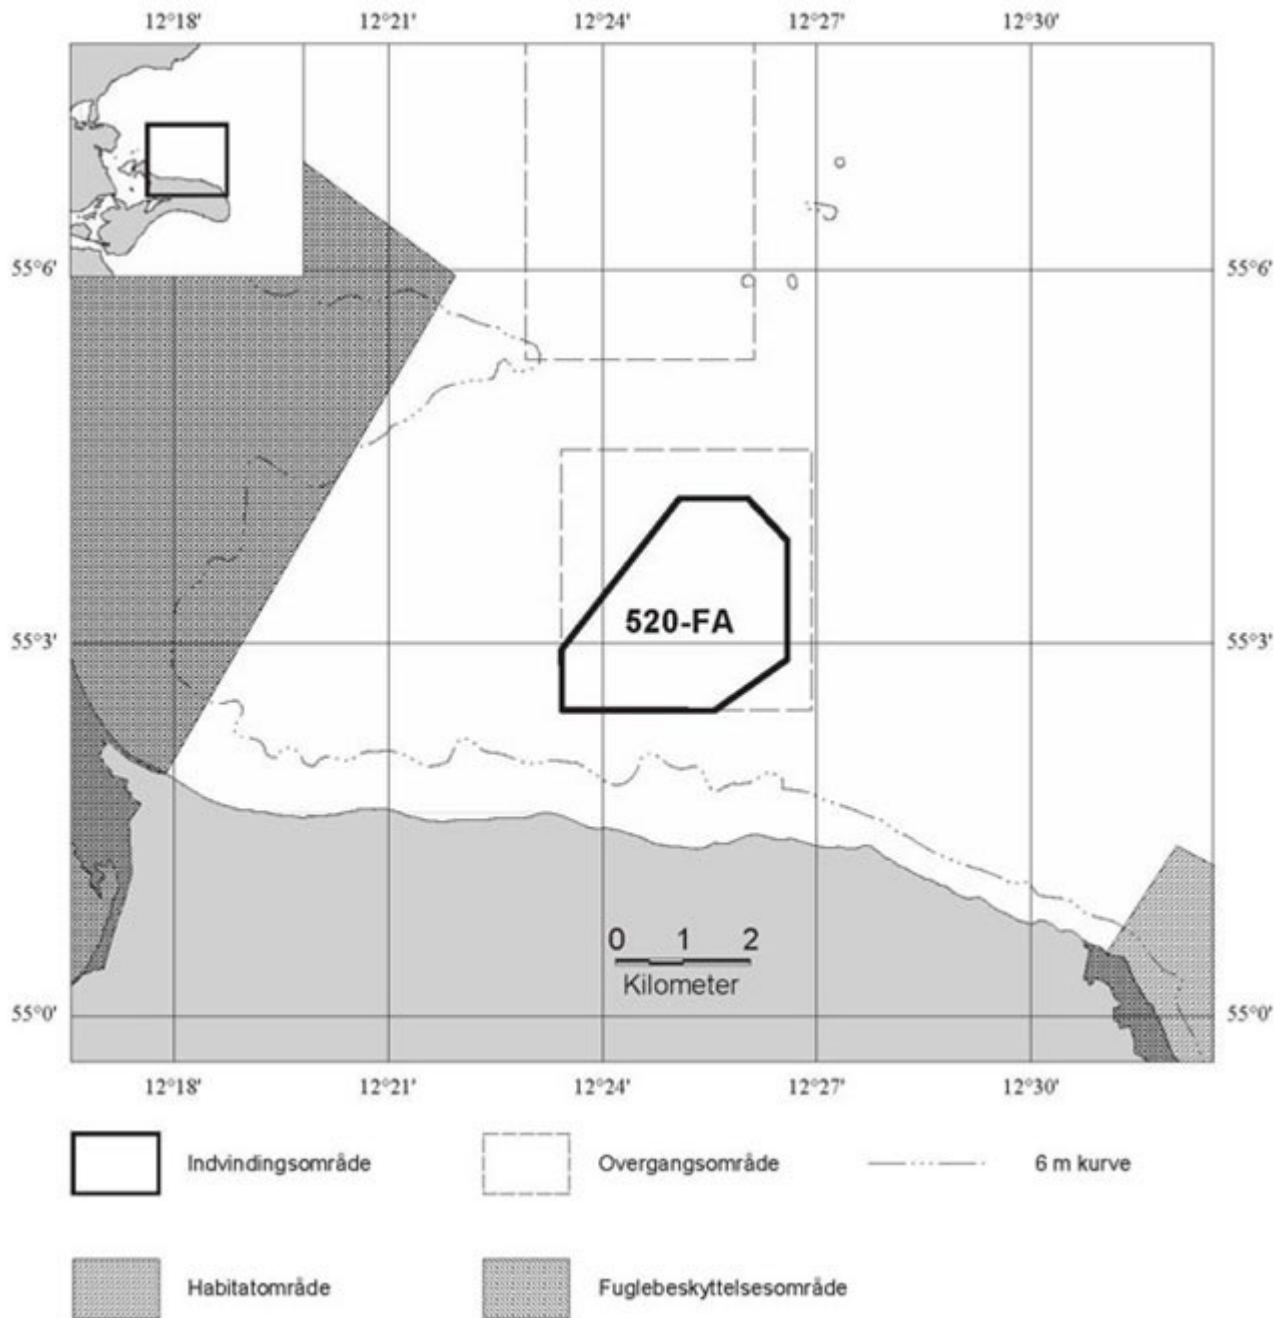 12°18' 12°21' 12°24' 12°27' 12°30'
55°6' 55°6'
520-FA
55°3' 55°3'
0 1 2
Kilometer
55°0' 55°0'
12°18' 12°21' 12°24' 12°27' 12°30'
Indvindingsområde Overgangsområde 6 m kurve
Habitatområde Fuglebeskyttelsesområde